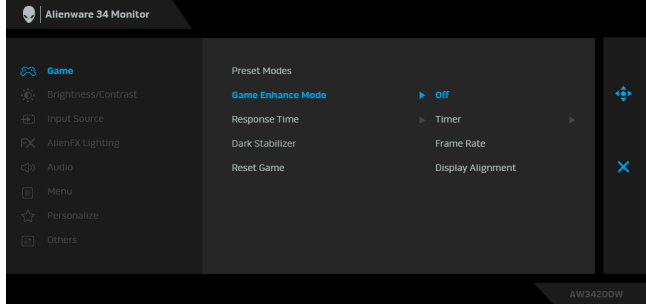 Alienware 34 Monitor
Game
Preset Modes
Brightness/Contrast
Game Enhance Mode
Off
Input Source
Response Time
Timer
FX AlienFX Lighting
Dark Stabilizer
Frame Rate
Audio
Reset Game
Display Alignment
Menu
Personalize
Others
AW3420DW